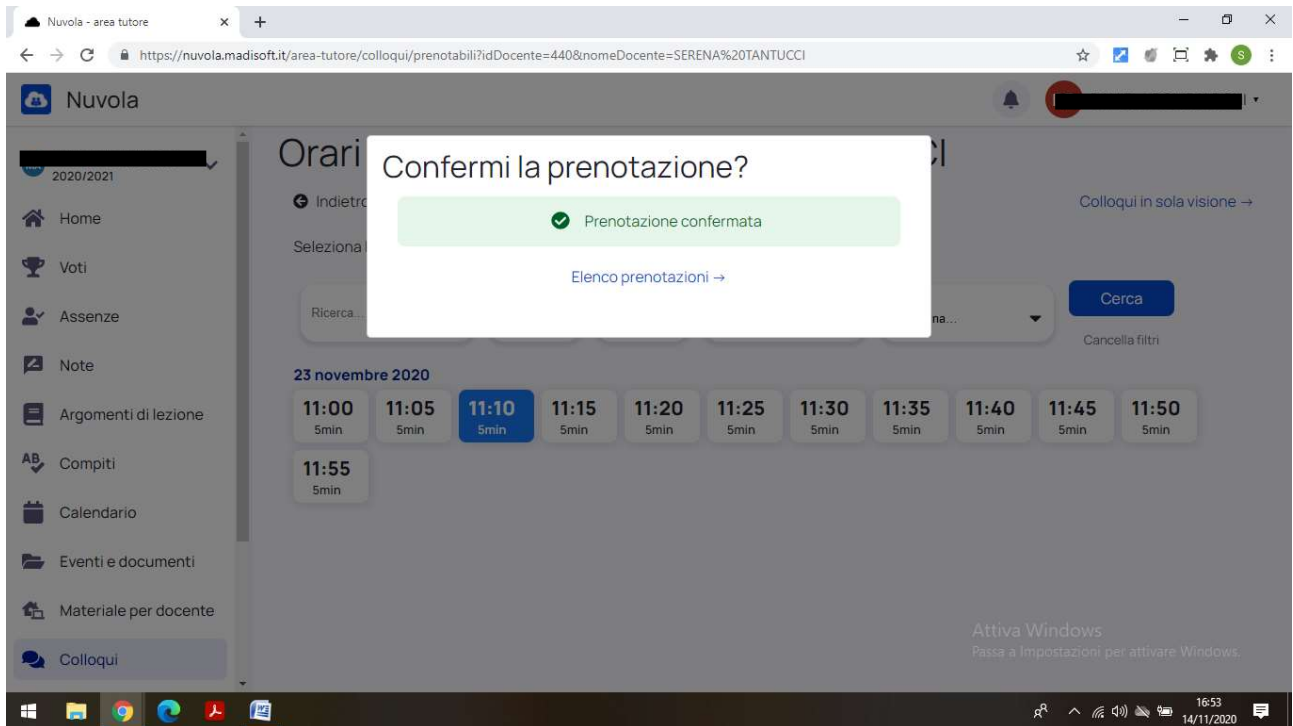 Nuvola - area tutore
https://nuvola.madisoft.it/area-tutore/colloqui/prenotabili?idDocente=440&nomeDocente=SERENA%20TANTUCCI
S
Nuvola
2020/2021
Home
Voti
Assenze
Note
Argomenti di lezione
AB
Compiti
Calendario
Eventi e documenti
Materiale per docente
Colloqui
Orari
Indietro
Colloqui in sola visione →
Seleziona
Ricerca...
na...
Cerca
Cancella filtri
Confermi la prenotazione?
Prenotazione confermata
Elenco prenotazioni →
23 novembre 2020
11:00 11:05 11:10 11:15 11:20 11:25 11:30 11:35 11:40 11:45 11:50
5min 5min 5min 5min 5min 5min 5min 5min 5min 5min 5min
11:55
5min
Attiva Windows
Passa a Impostazioni per attivare Windows.
16:53
14/11/2020